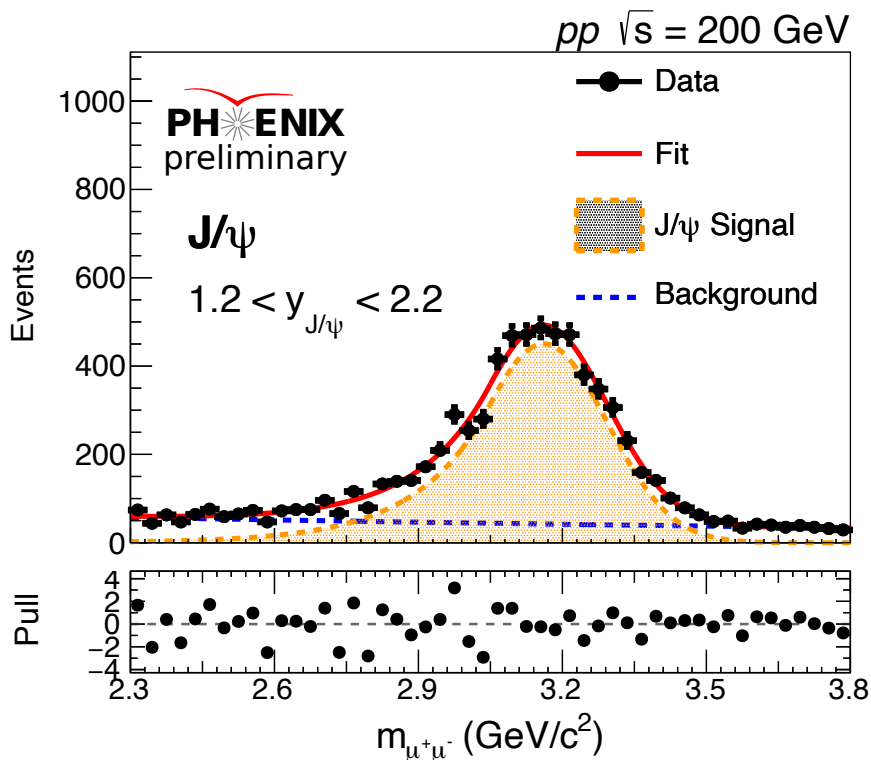 pp √s = 200 GeV
PHENIX
preliminary
J/ψ
1.2 < y_{J/ψ} < 2.2
Data
Fit
J/ψ Signal
Background
Events
1000
800
600
400
200
0
Pull
4
2
0
−2
−4
2.3 2.6 2.9 3.2 3.5 3.8
m_{μ⁺μ⁻} (GeV/c²)